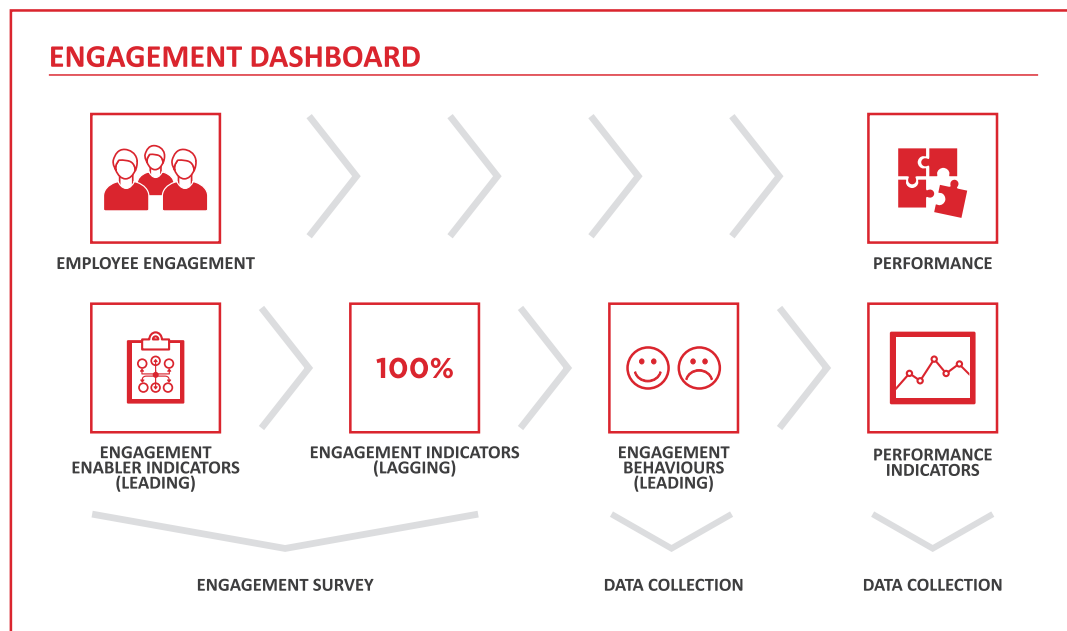 ENGAGEMENT DASHBOARD
EMPLOYEE ENGAGEMENT
PERFORMANCE
100%
ENGAGEMENT
ENABLER INDICATORS
(LEADING)
ENGAGEMENT INDICATORS
(LAGGING)
ENGAGEMENT
BEHAVIOURS
(LEADING)
PERFORMANCE
INDICATORS
ENGAGEMENT SURVEY
DATA COLLECTION
DATA COLLECTION